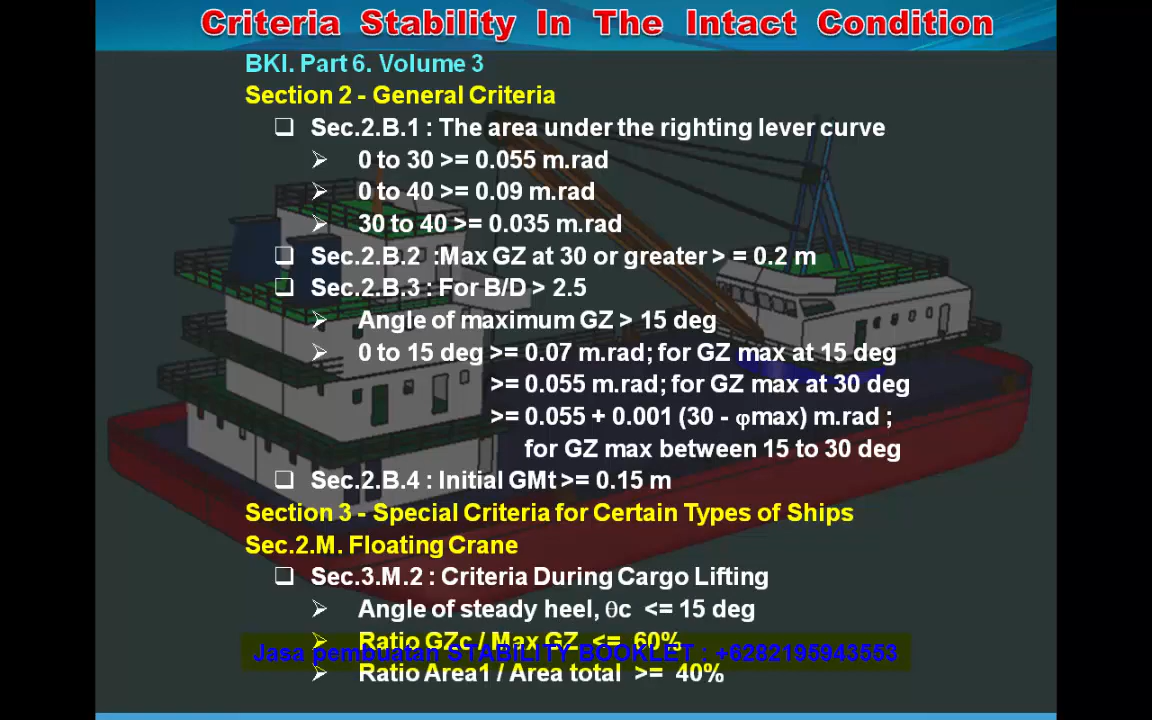 Criteria Stability In The Intact Condition
BKI. Part 6. Volume 3
Section 2 - General Criteria
❑ Sec.2.B.1 : The area under the righting lever curve
➢ 0 to 30 >= 0.055 m.rad
➢ 0 to 40 >= 0.09 m.rad
➢ 30 to 40 >= 0.035 m.rad
❑ Sec.2.B.2 :Max GZ at 30 or greater > = 0.2 m
❑ Sec.2.B.3 : For B/D > 2.5
➢ Angle of maximum GZ > 15 deg
➢ 0 to 15 deg >= 0.07 m.rad; for GZ max at 15 deg
>= 0.055 m.rad; for GZ max at 30 deg
>= 0.055 + 0.001 (30 - φmax) m.rad ;
for GZ max between 15 to 30 deg
❑ Sec.2.B.4 : Initial GMt >= 0.15 m
Section 3 - Special Criteria for Certain Types of Ships
Sec.2.M. Floating Crane
❑ Sec.3.M.2 : Criteria During Cargo Lifting
➢ Angle of steady heel, θc <= 15 deg
➢ Ratio GZc / Max GZ <= 60%
Jasa pembuatan STABILITY BOOKLET : +6282195943553
➢ Ratio Area1 / Area total >= 40%